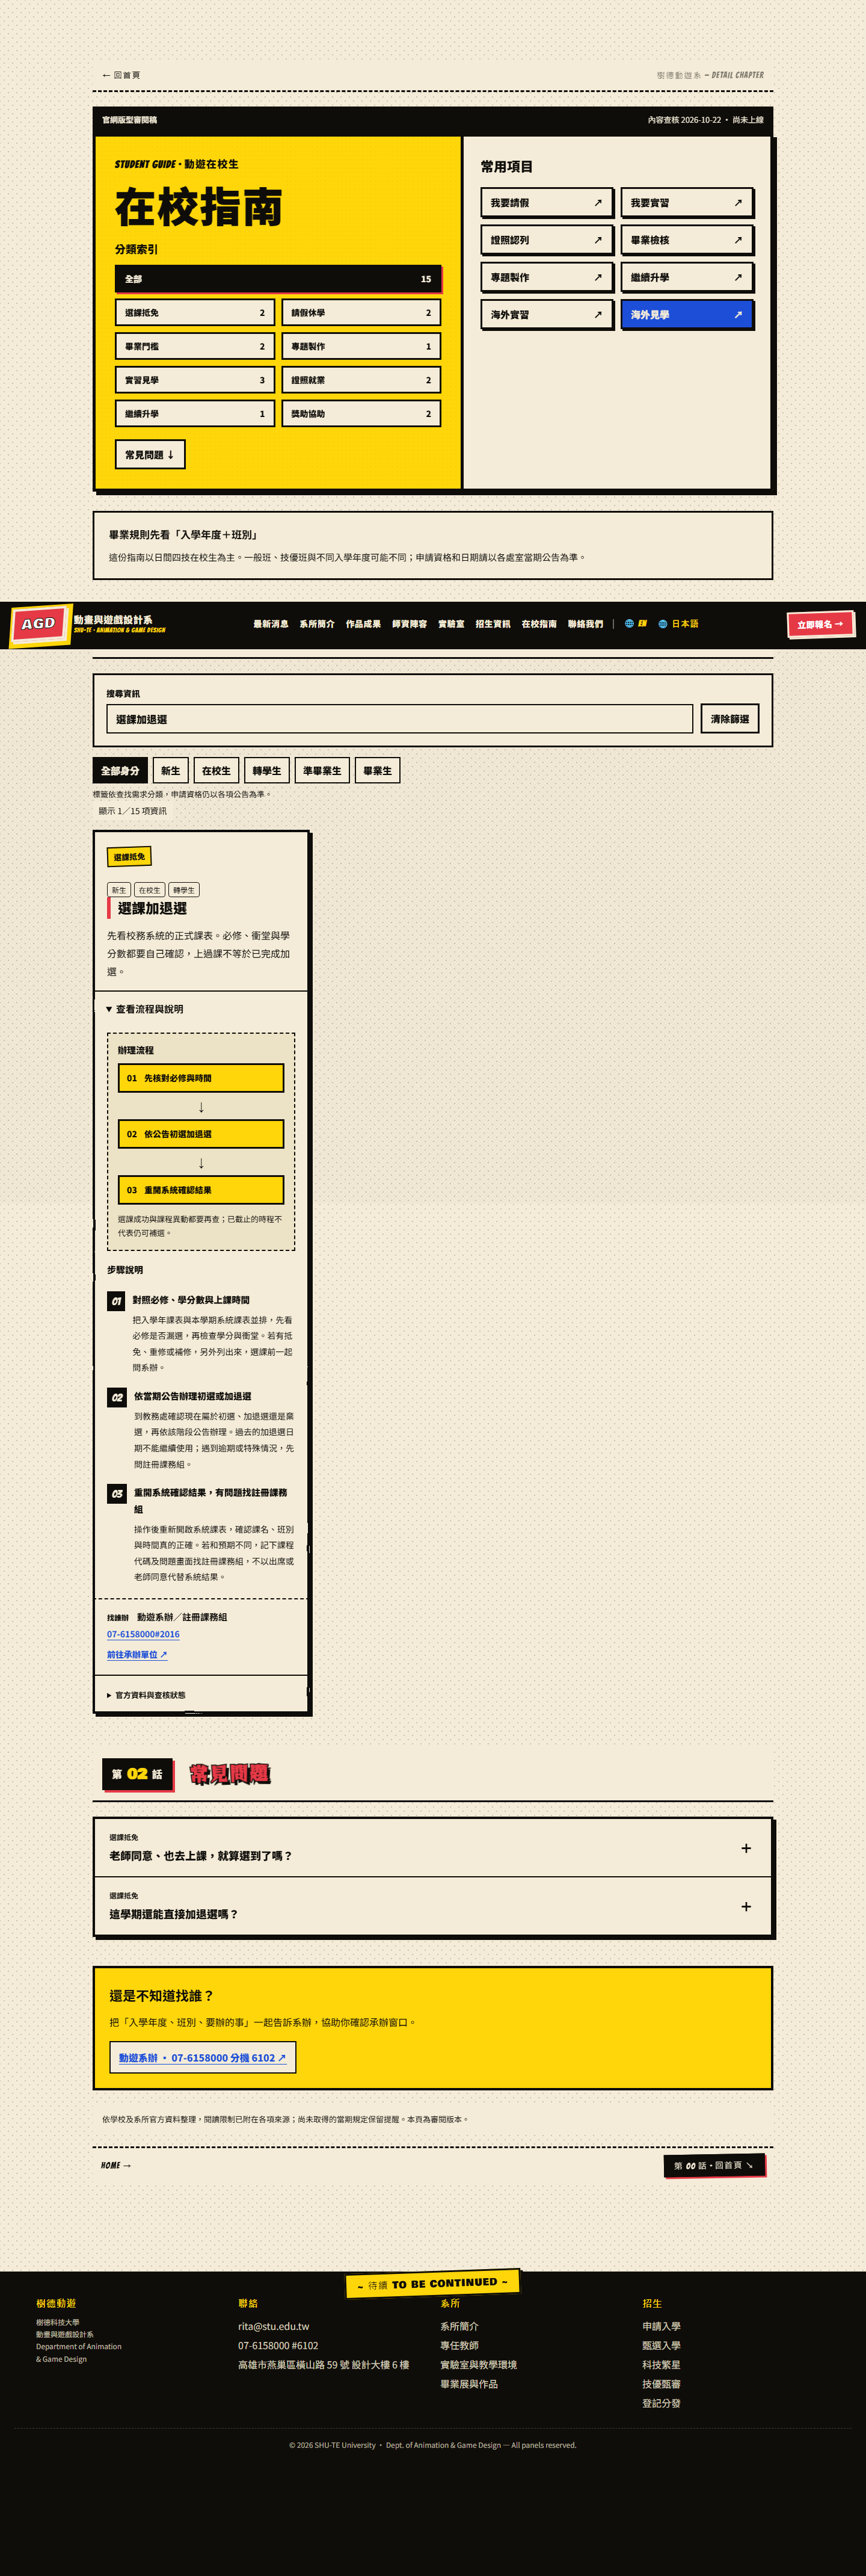 ← 回首頁
樹德動遊系 — DETAIL CHAPTER
官網版型審閱稿
內容查核 2026-10-22 · 尚未上線
STUDENT GUIDE · 動遊在校生
在校指南
分類索引
全部 15
選課抵免 2
請假休學 2
畢業門檻 2
專題製作 1
實習見學 3
證照就業 2
繼續升學 1
獎助協助 2
常見問題 ↓
常用項目
我要請假 ↗
我要實習 ↗
證照認列 ↗
畢業檢核 ↗
專題製作 ↗
繼續升學 ↗
海外實習 ↗
海外見學 ↗
畢業規則先看「入學年度＋班別」
這份指南以日間四技在校生為主。一般班、技優班與不同入學年度可能不同；申請資格和日期請以各處室當期公告為準。
AGD
動畫與遊戲設計系
SHU-TE · ANIMATION & GAME DESIGN
最新消息 系所簡介 作品成果 師資陣容 實驗室 招生資訊 在校指南 聯絡我們 | EN 日本語
立即報名 →
搜尋資訊
選課加退選
清除篩選
全部身分 新生 在校生 轉學生 準畢業生 畢業生
標籤依查找需求分類，申請資格仍以各項公告為準。
顯示 1／15 項資訊
選課抵免
新生 在校生 轉學生
選課加退選
先看校務系統的正式課表。必修、衝堂與學
分數都要自己確認，上過課不等於已完成加
選。
▼ 查看流程與說明
辦理流程
01 先核對必修與時間
↓
02 依公告初選加退選
↓
03 重開系統確認結果
選課成功與課程異動都要再查；已截止的時程不
代表仍可補選。
步驟說明
01 對照必修、學分數與上課時間
把入學年課表與本學期系統課表並排，先看
必修是否漏選，再檢查學分與衝堂。若有抵
免、重修或補修，另外列出來，選課前一起
問系辦。
02 依當期公告辦理初選或加退選
到教務處確認現在屬於初選、加退選還是棄
選，再依該階段公告辦理。過去的加退選日
期不能繼續使用；遇到逾期或特殊情況，先
問註冊課務組。
03 重開系統確認結果，有問題找註冊課務
組
操作後重新開啟系統課表，確認課名、班別
與時間真的正確。若和預期不同，記下課程
代碼及問題畫面找註冊課務組，不以出席或
老師同意代替系統結果。
找誰辦 動遊系辦／註冊課務組
07-6158000#2016
前往承辦單位 ↗
▶ 官方資料與查核狀態
第 02 話 常見問題
選課抵免
老師同意、也去上課，就算選到了嗎？ +
選課抵免
這學期還能直接加退選嗎？ +
還是不知道找誰？
把「入學年度、班別、要辦的事」一起告訴系辦，協助你確認承辦窗口。
動遊系辦 · 07-6158000 分機 6102 ↗
依學校及系所官方資料整理，閱讀限制已附在各項來源；尚未取得的當期規定保留提醒。本頁為審閱版本。
HOME →
第 00 話 · 回首頁 ↘
~ 待續 TO BE CONTINUED ~
樹德動遊
樹德科技大學
動畫與遊戲設計系
Department of Animation
& Game Design
聯絡
rita@stu.edu.tw
07-6158000 #6102
高雄市燕巢區橫山路 59 號 設計大樓 6 樓
系所
系所簡介
專任教師
實驗室與教學環境
畢業展與作品
招生
申請入學
甄選入學
科技繁星
技優甄審
登記分發
© 2026 SHU-TE University · Dept. of Animation & Game Design — All panels reserved.